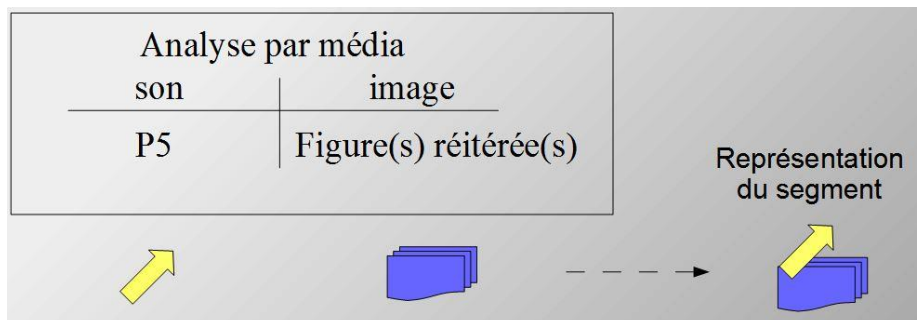 Analyse par média
son image
P5 Figure(s) réitérée(s)
Représentation
du segment